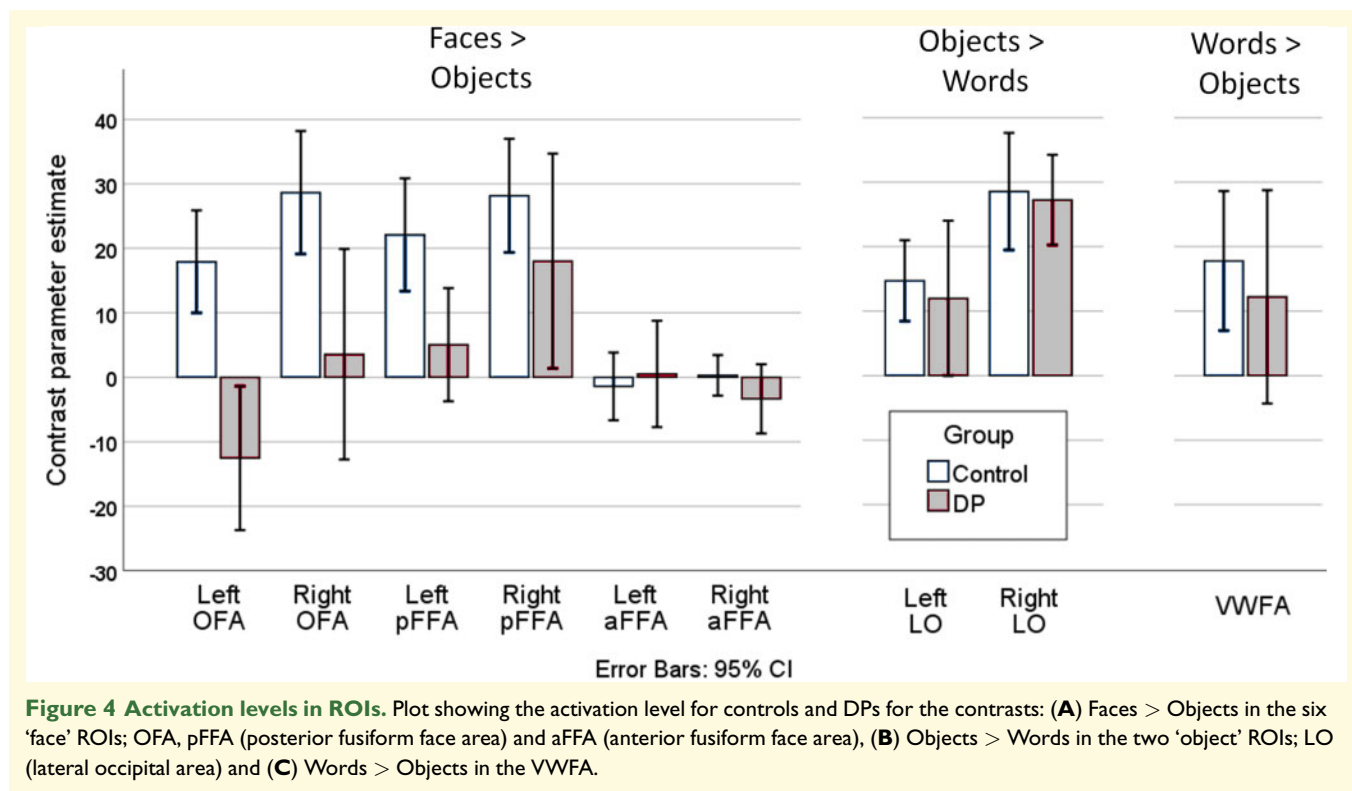 Faces >
Objects
Objects >
Words
Words >
Objects
Contrast parameter estimate
40
30
20
10
0
-10
-20
-30
Group
Control
DP
Left
OFA
Right
OFA
Left
pFFA
Right
pFFA
Left
aFFA
Right
aFFA
Left
LO
Right
LO
VWFA
Error Bars: 95% CI
Figure 4 Activation levels in ROIs. Plot showing the activation level for controls and DPs for the contrasts: (A) Faces > Objects in the six
‘face’ ROIs; OFA, pFFA (posterior fusiform face area) and aFFA (anterior fusiform face area), (B) Objects > Words in the two ‘object’ ROIs; LO
(lateral occipital area) and (C) Words > Objects in the VWFA.